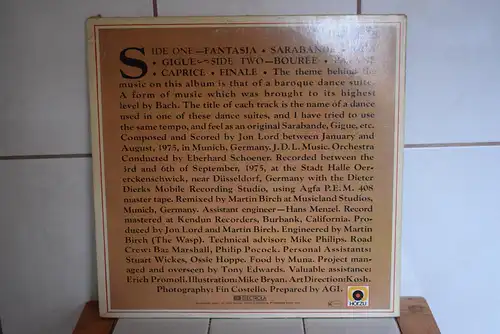 SIDE ONE—FANTASIA • SARABANDE •
• GIGUE—SIDE TWO—BOURÉE •
• CAPRICE • FINALE • The theme behind the
music on this album is that of a baroque dance suite.
A form of music which was brought to its highest
level by Bach. The title of each track is the name of a dance
used in one of these dance suites, and I have tried to use
the same tempo, and feel as an original Sarabande, Gigue, etc.
Composed and Scored by Jon Lord between January and
August, 1975, in Munich, Germany. J.D.L. Music. Orchestra
Conducted by Eberhard Schoener. Recorded between the
3rd and 6th of September, 1975, at the Stadt Halle Oer-
erckenschwick, near Düsseldorf, Germany with the Dieter
Dierks Mobile Recording Studio, using Agfa P.E.M. 408
master tape. Remixed by Martin Birch at Musicland Studios,
Munich, Germany. Assistant engineer—Hans Menzel. Record
mastered at Kendun Recorders, Burbank, California. Pro-
duced by Jon Lord and Martin Birch. Engineered by Martin
Birch (The Wasp). Technical advisor: Mike Philips. Road
Crew: Baz Marshall, Philip Pocock. Personal Assistants:
Stuart Wickes, Ossie Hoppe. Food by Muna. Project man-
aged and overseen by Tony Edwards. Valuable assistance:
Erich Promoli. Illustration: Mike Bryan. Art Direction: Kosh.
Photography: Fin Costello. Prepared by AGI.
ELECTROLA
HÖRZU